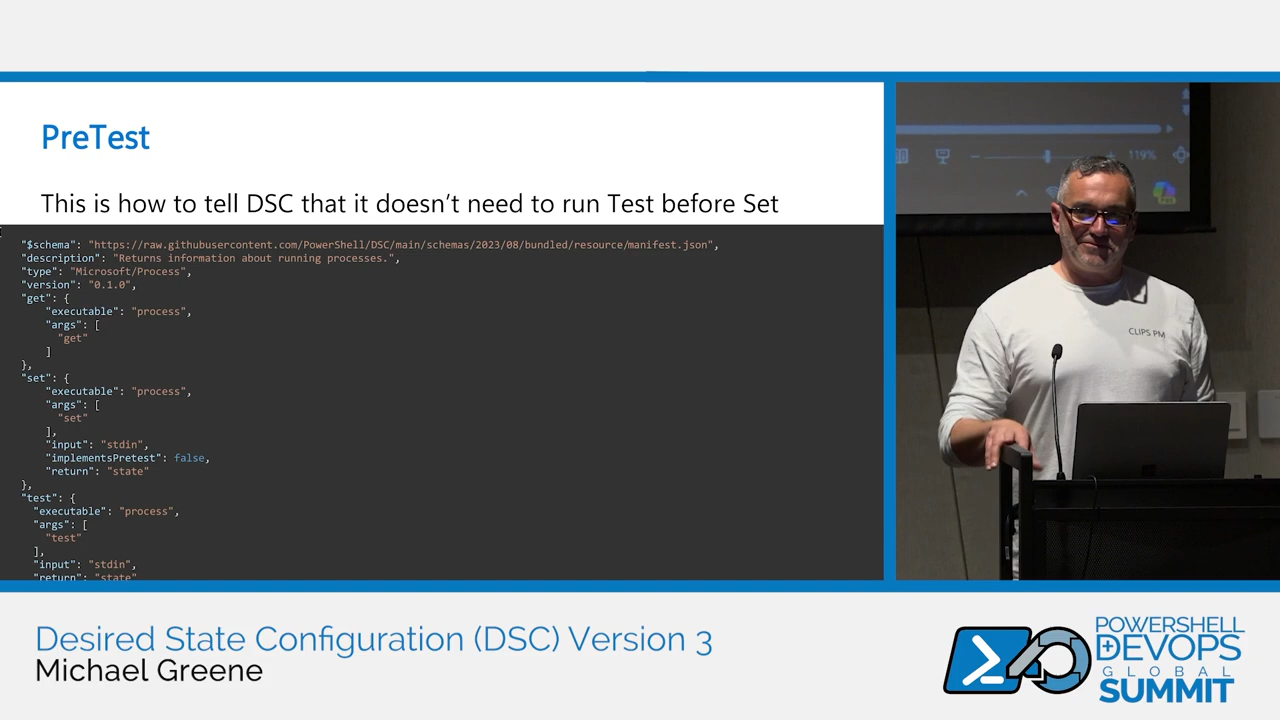 PreTest
This is how to tell DSC that it doesn't need to run Test before Set
"$schema": "https://raw.githubusercontent.com/PowerShell/DSC/main/schemas/2023/08/bundled/resource/manifest.json",
"description": "Returns information about running processes.",
"type": "Microsoft/Process",
"version": "0.1.0",
"get": {
"executable": "process",
"args": [
"get"
]
},
"set": {
"executable": "process",
"args": [
"set"
],
"input": "stdin",
"implementsPretest": false,
"return": "state"
},
"test": {
"executable": "process",
"args": [
"test"
],
"input": "stdin",
"return": "state"
119%
CLIPS PM
Desired State Configuration (DSC) Version 3
Michael Greene
POWERSHELL
DEVOPS
GLOBAL
SUMMIT